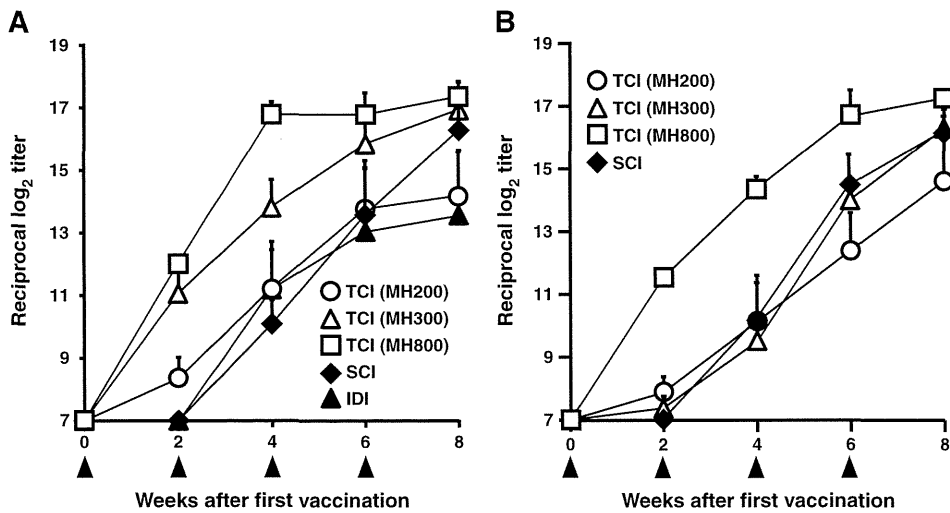 A
19
17
15
13
11
9
7
Reciprocal log2 titer
TCI (MH200)
TCI (MH300)
TCI (MH800)
SCI
IDI
0 2 4 6 8
Weeks after first vaccination
B
19
17
15
13
11
9
7
Reciprocal log2 titer
TCI (MH200)
TCI (MH300)
TCI (MH800)
SCI
0 2 4 6 8
Weeks after first vaccination